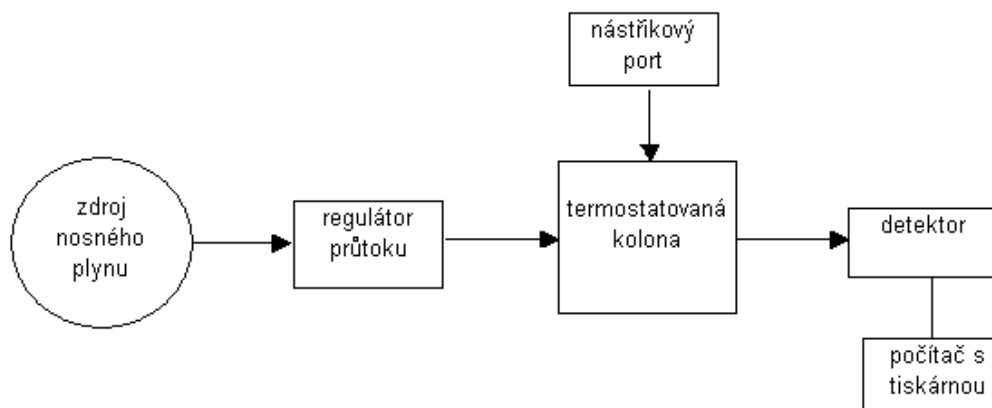 nástřikový
port
zdroj
nosného
plynu
regulátor
průtoku
termostatovaná
kolona
detektor
počítač s
tiskárnou